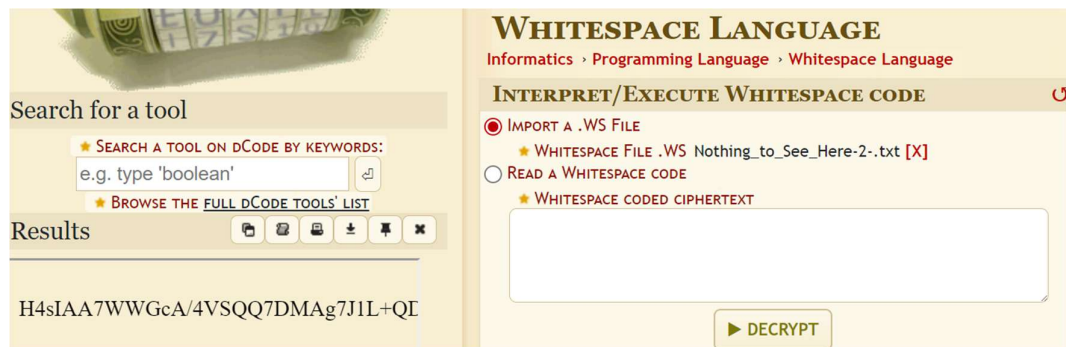 Search for a tool
★ SEARCH A TOOL ON DCODE BY KEYWORDS:
e.g. type 'boolean'
★ BROWSE THE FULL DCODE TOOLS' LIST
Results
H4sIAA7WWGcA/4VSQQ7DMAg7J1L+QD
WHITESPACE LANGUAGE
Informatics › Programming Language › Whitespace Language
INTERPRET/EXECUTE WHITESPACE CODE
IMPORT A .WS FILE
★ WHITESPACE FILE .WS Nothing_to_See_Here-2-.txt [X]
READ A WHITESPACE CODE
★ WHITESPACE CODED CIPHERTEXT
▶ DECRYPT